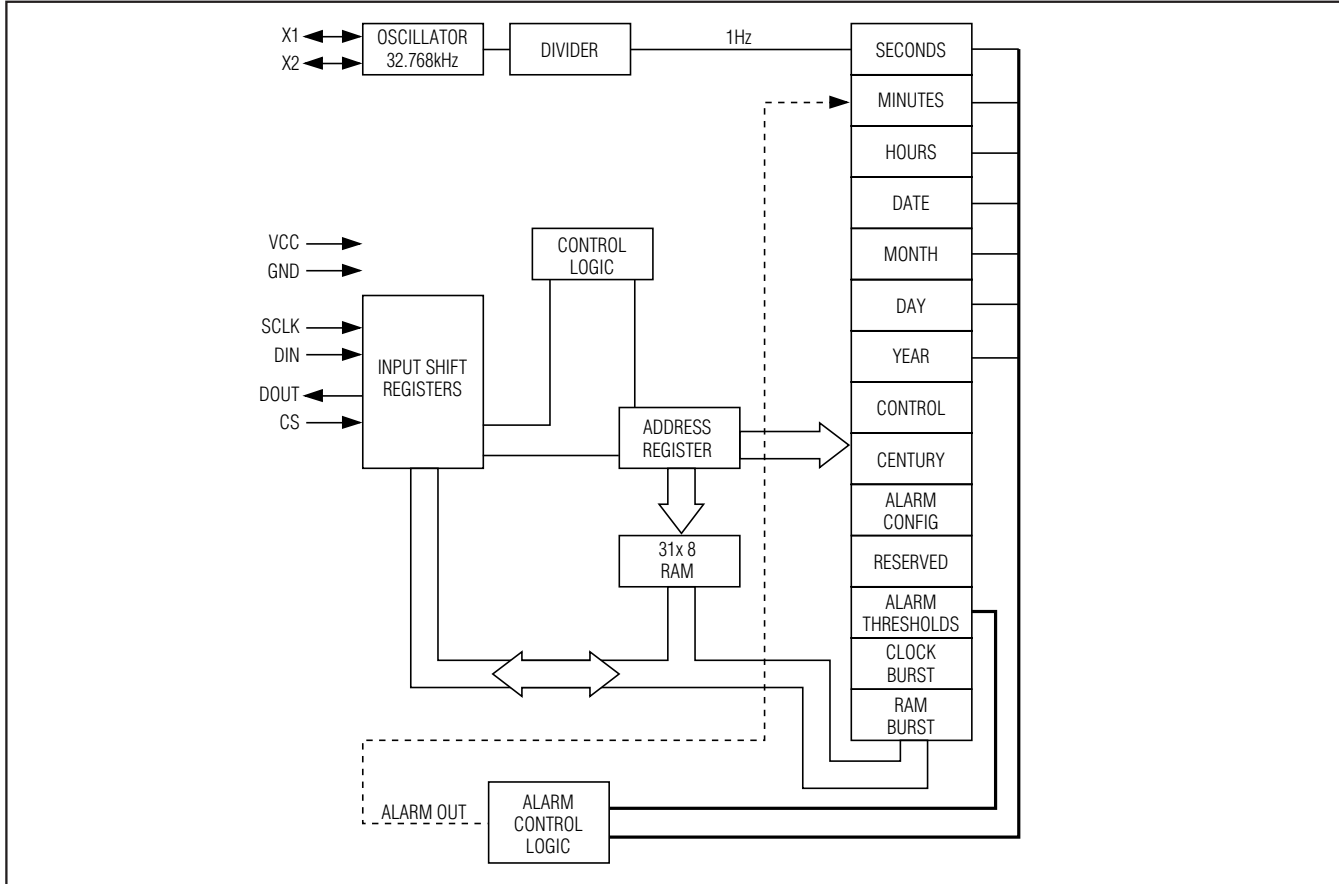 X1
X2
OSCILLATOR
32.768kHz
DIVIDER
1Hz
SECONDS
MINUTES
HOURS
DATE
MONTH
DAY
YEAR
CONTROL
CENTURY
ALARM
CONFIG
RESERVED
ALARM
THRESHOLDS
CLOCK
BURST
RAM
BURST
VCC
GND
SCLK
DIN
DOUT
CS
INPUT SHIFT
REGISTERS
CONTROL
LOGIC
ADDRESS
REGISTER
31x 8
RAM
ALARM OUT
ALARM
CONTROL
LOGIC